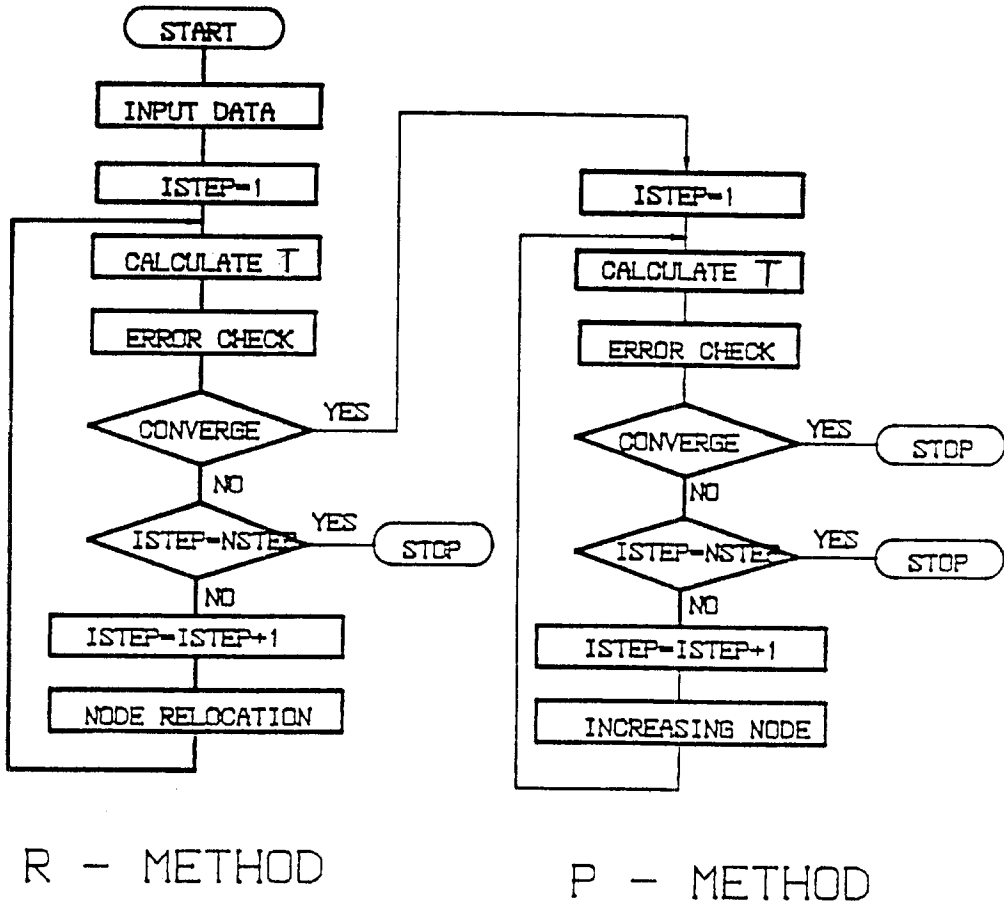 START
INPUT DATA
ISTEP=1
CALCULATE T
ERROR CHECK
CONVERGE
YES
NO
ISTEP=NSTEP
YES
STOP
NO
ISTEP=ISTEP+1
NODE RELOCATION
R - METHOD
ISTEP=1
CALCULATE T
ERROR CHECK
CONVERGE
YES
STOP
NO
ISTEP=NSTEP
YES
STOP
NO
ISTEP=ISTEP+1
INCREASING NODE
P - METHOD